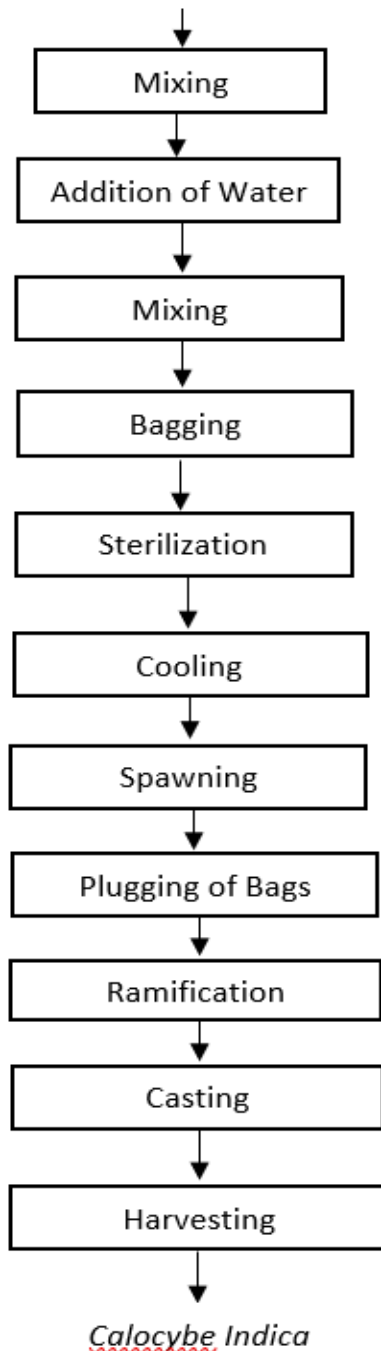 Mixing
Addition of Water
Mixing
Bagging
Sterilization
Cooling
Spawning
Plugging of Bags
Ramification
Casting
Harvesting
Calocybe Indica